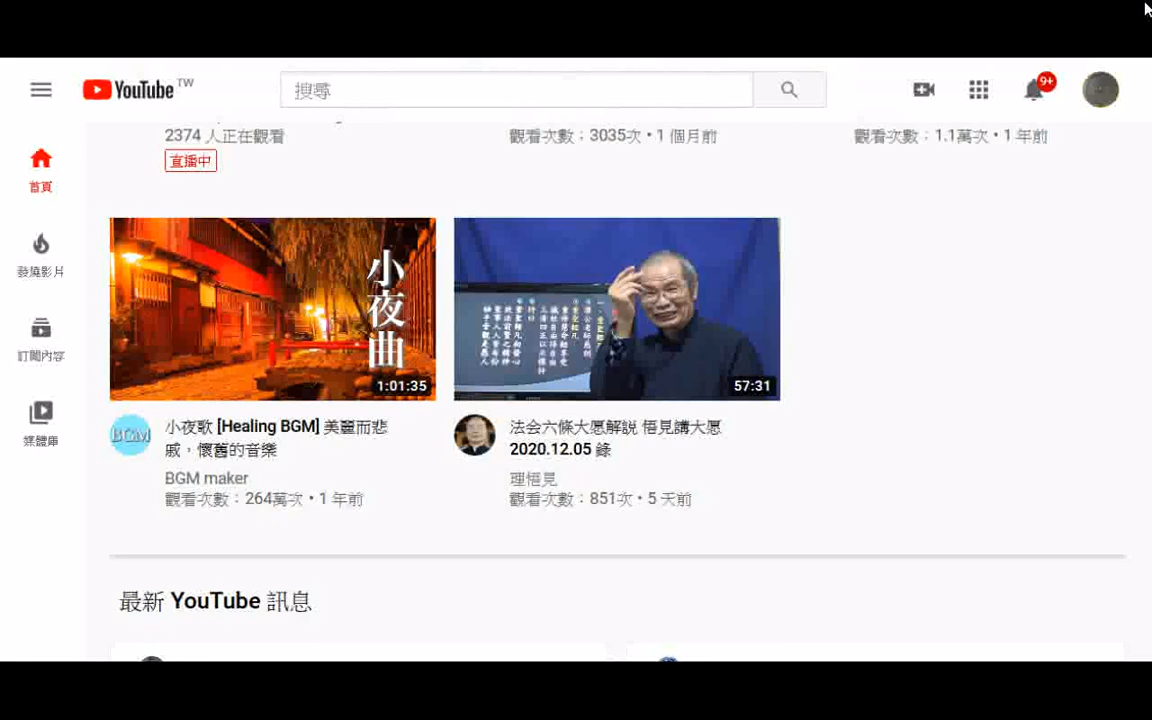 YouTube TW
搜尋
9+
2374 人正在觀看
觀看次數：3035次 • 1 個月前
觀看次數：1.1萬次 • 1 年前
直播中
首頁
發燒影片
訂閱內容
媒體庫
小夜曲
1:01:35
57:31
BGM
小夜歌 [Healing BGM] 美麗而悲
戚，懷舊的音樂
BGM maker
觀看次數：264萬次 • 1 年前
法会六條大愿解說 悟見講大愿
2020.12.05 錄
理悟見
觀看次數：851次 • 5 天前
最新 YouTube 訊息